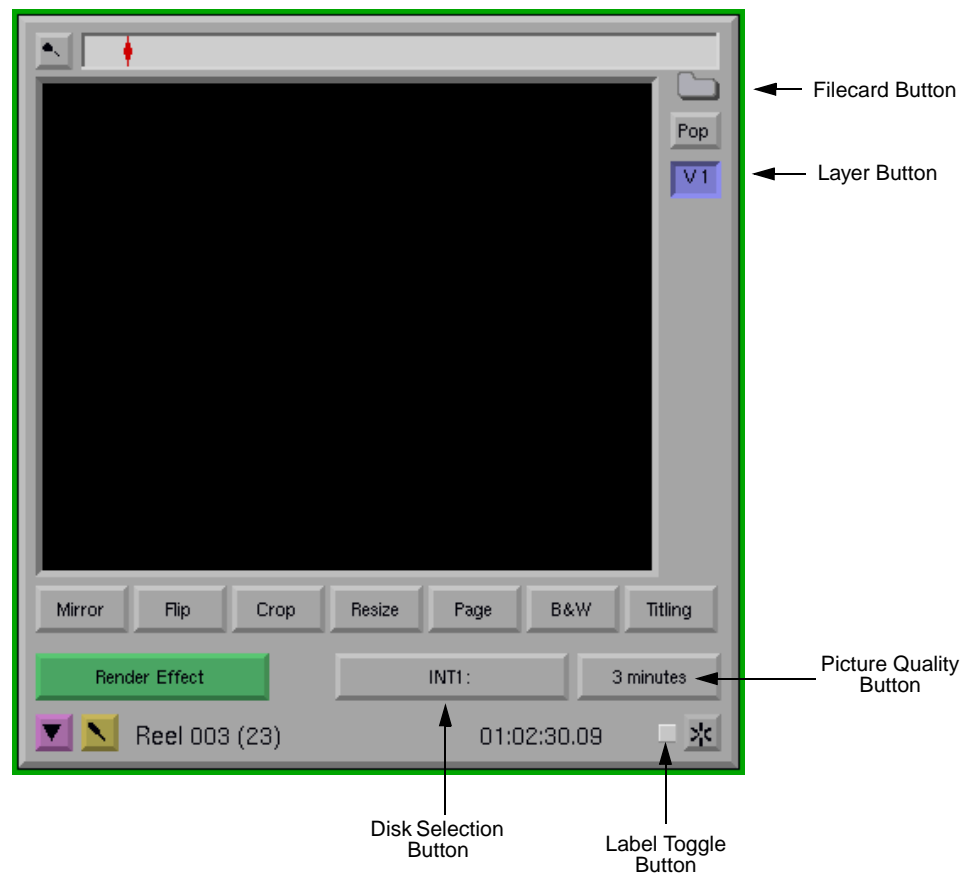 Filecard Button
Pop
V 1
Layer Button
Mirror
Flip
Crop
Resize
Page
B&W
Titling
Render Effect
INT1:
3 minutes
Picture Quality
Button
Reel 003 (23)
01:02:30.09
Disk Selection
Button
Label Toggle
Button